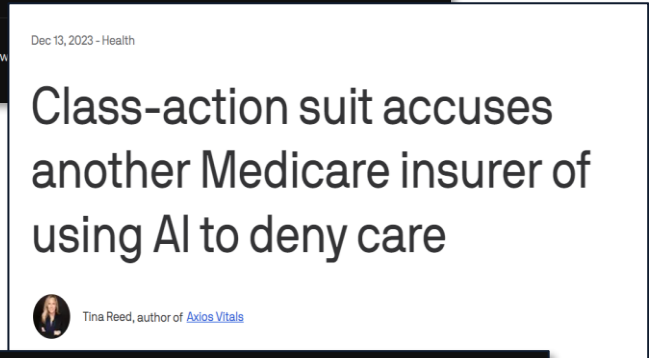 Dec 13, 2023 - Health
w
Class-action suit accuses
another Medicare insurer of
using AI to deny care
Tina Reed, author of Axios Vitals